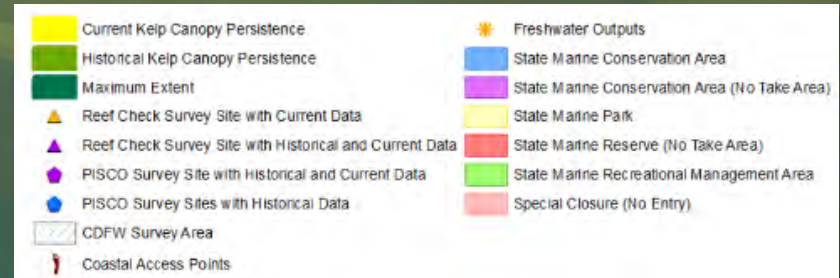 Current Kelp Canopy Persistence
Historical Kelp Canopy Persistence
Maximum Extent
Reef Check Survey Site with Current Data
Reef Check Survey Site with Historical and Current Data
PISCO Survey Site with Historical and Current Data
PISCO Survey Sites with Historical Data
CDFW Survey Area
Coastal Access Points
Freshwater Outputs
State Marine Conservation Area
State Marine Conservation Area (No Take Area)
State Marine Park
State Marine Reserve (No Take Area)
State Marine Recreational Management Area
Special Closure (No Entry)